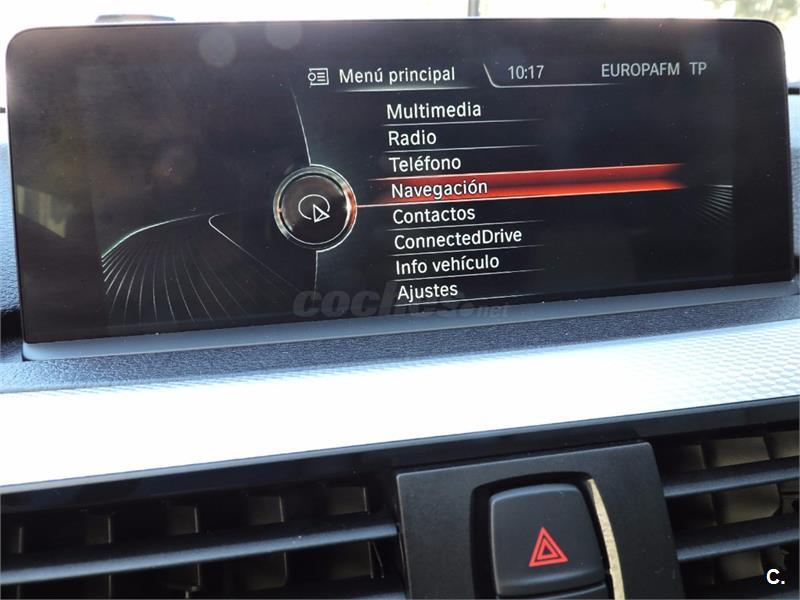 Menú principal 10:17 EUROPAFM TP
Multimedia
Radio
Teléfono
Navegación
Contactos
ConnectedDrive
Info vehículo
Ajustes
coches.net
C.